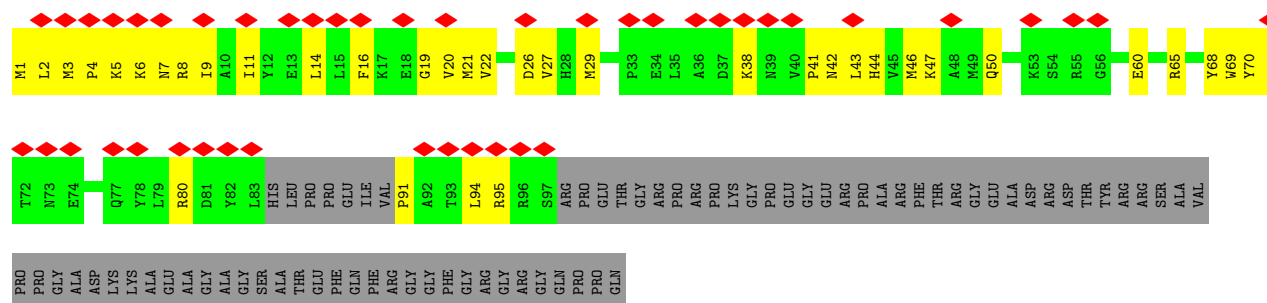 M1 L2 M3 P4 K5 K6 N7 R8 I9 A10 I11 Y12 E13 L14 L15 F16 K17 E18 G19 V20 M21 V22 D26 V27 H28 M29 P33 E34 L35 A36 D37 K38 N39 V40 P41 N42 L43 H44 V45 M46 K47 A48 M49 Q50 K53 S54 R55 G56 E60 R65 Y68 W69 Y70
T72 N73 E74 Q77 Y78 L79 R80 D81 Y82 L83 HIS LEU PRO PRO GLU ILE VAL P91 A92 T93 L94 R95 R96 S97 ARG PRO GLU THR GLY ARG PRO ARG PRO LYS GLY PRO GLU GLY GLU ARG PRO ALA ARG PHE THR ARG GLY GLU ALA ASP ARG ASP THR TYR ARG ARG SER ALA VAL
PRO PRO GLY ALA ASP LYS LYS ALA GLU ALA GLY ALA GLY SER ALA THR GLU PHE GLN PHE ARG GLY GLY PHE GLY ARG GLY ARG GLY GLN PRO PRO GLN